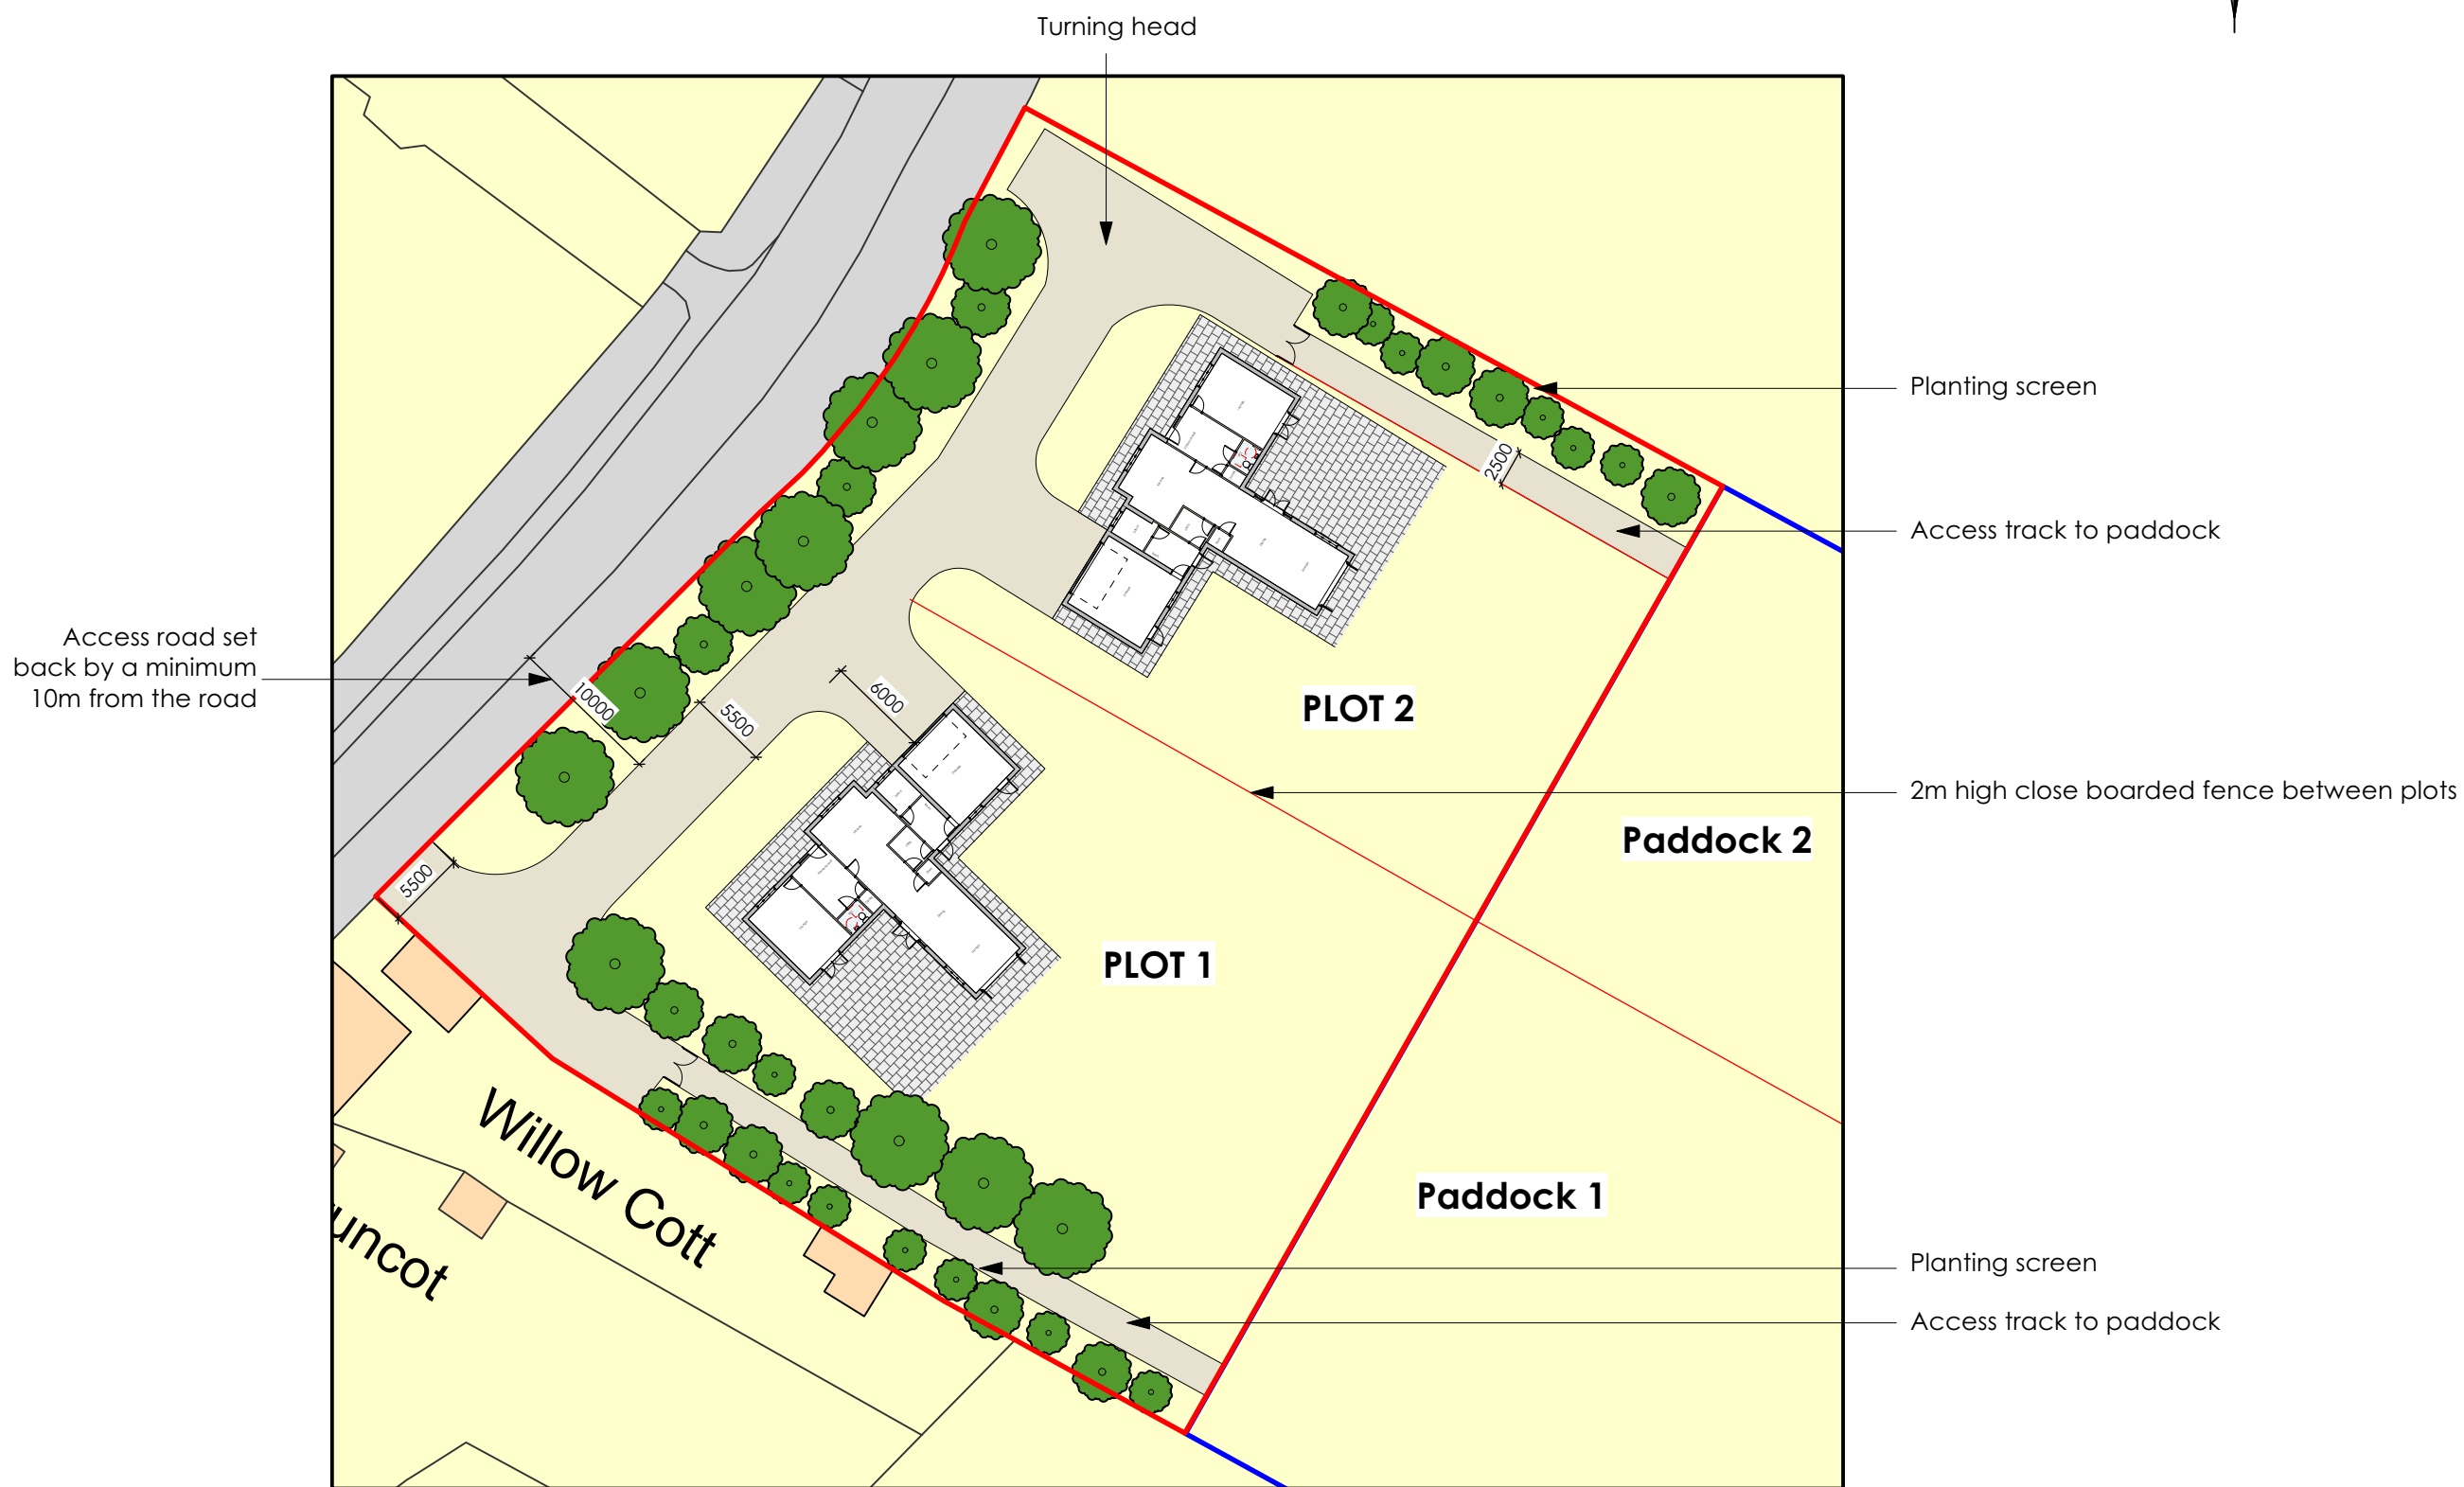 Turning head
Planting screen
2500
Access track to paddock
Access road set
back by a minimum
10m from the road
10000
5500
6000
PLOT 2
2m high close boarded fence between plots
Paddock 2
5500
PLOT 1
Willow Cott
Paddock 1
uncot
Planting screen
Access track to paddock